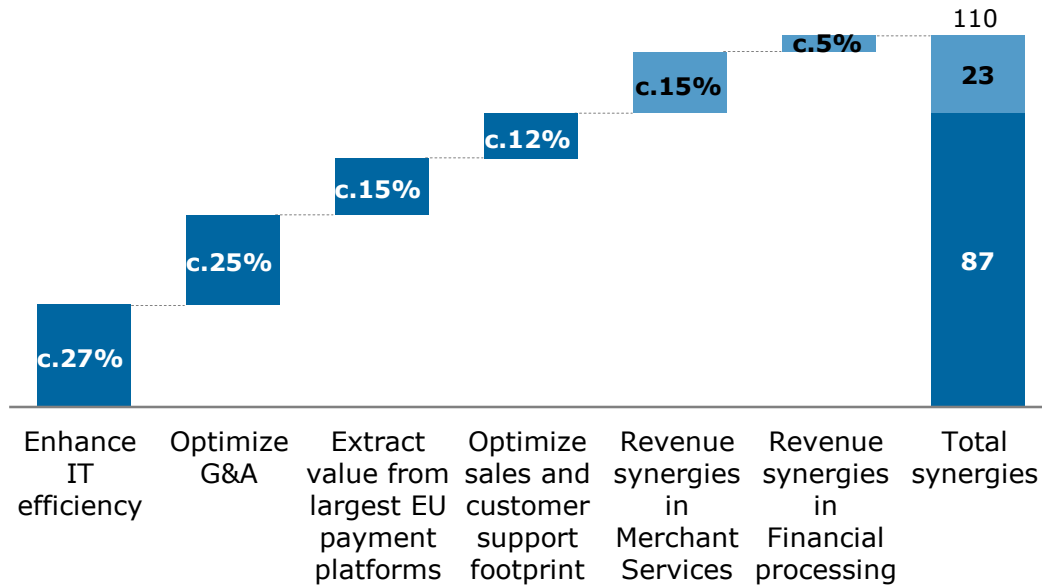 110
c.5%
23
c.15%
c.12%
c.15%
c.25%
87
c.27%
Enhance
IT
efficiency
Optimize
G&A
Extract
value from
largest EU
payment
platforms
Optimize
sales and
customer
support
footprint
Revenue
synergies
in
Merchant
Services
Revenue
synergies
in
Financial
processing
Total
synergies